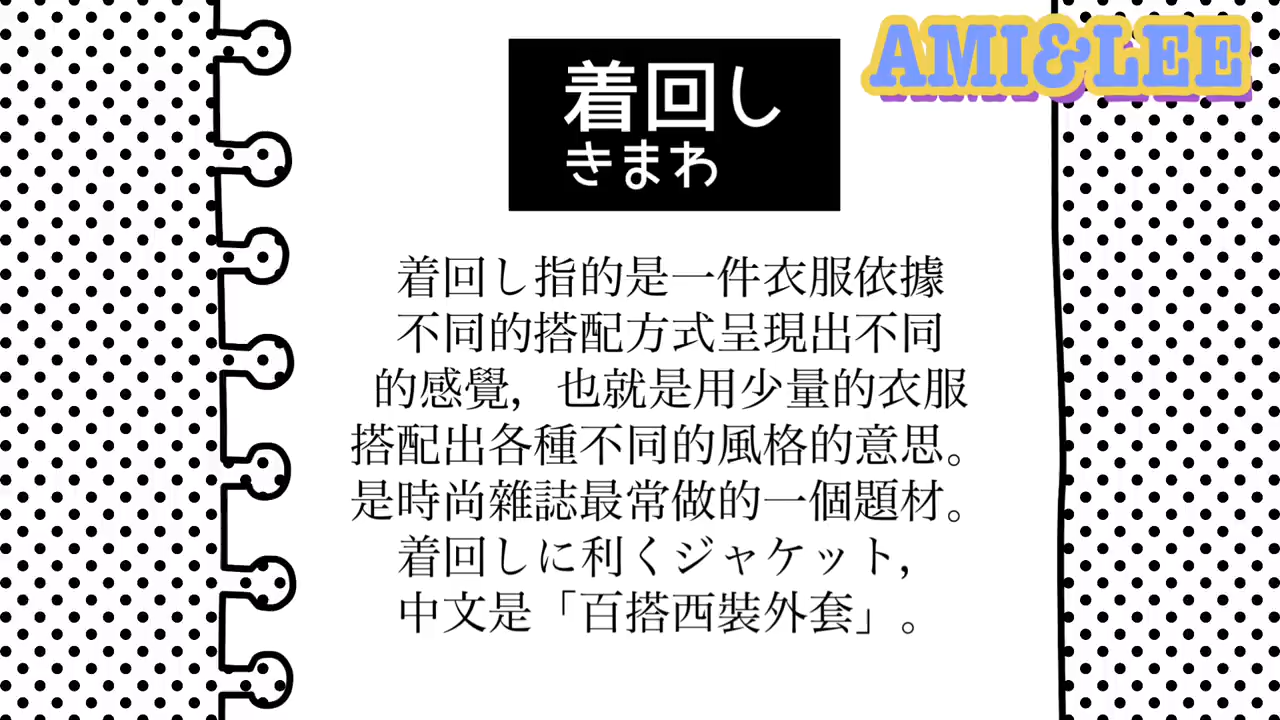 AMI&LEE
着回し
きまわ
着回し指的是一件衣服依據
不同的搭配方式呈現出不同
的感覺，也就是用少量的衣服
搭配出各種不同的風格的意思。
是時尚雜誌最常做的一個題材。
着回しに利くジャケット，
中文是「百搭西裝外套」。